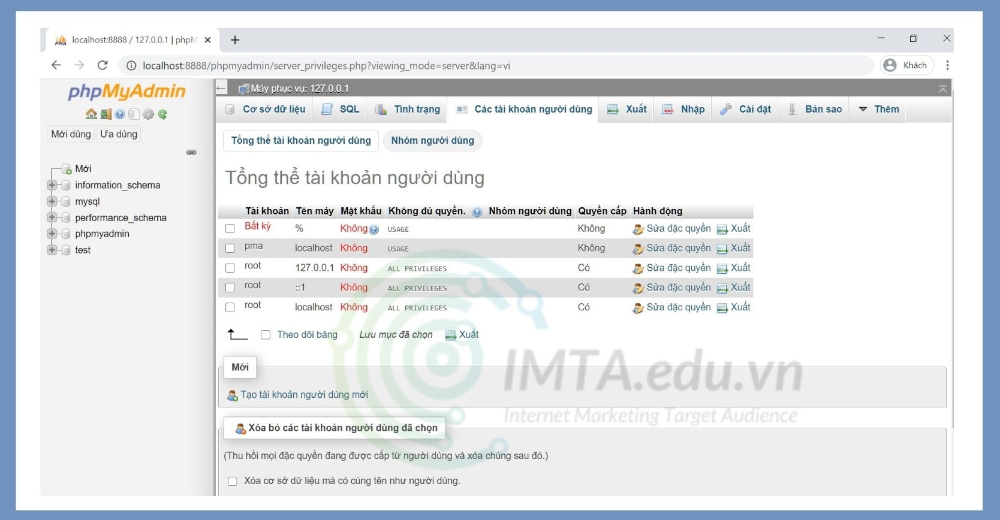 localhost:8888 / 127.0.0.1 | phpM
localhost:8888/phpmyadmin/server_privileges.php?viewing_mode=server&lang=vi
Khách
phpMyAdmin
Mới dùng Ưa dùng
Mới
information_schema
mysql
performance_schema
phpmyadmin
test
Máy phục vụ: 127.0.0.1
Cơ sở dữ liệu SQL Tình trạng Các tài khoản người dùng Xuất Nhập Cài đặt Bản sao Thêm
Tổng thể tài khoản người dùng Nhóm người dùng
Tổng thể tài khoản người dùng
Tài khoản Tên máy Mật khẩu Không đủ quyền. Nhóm người dùng Quyền cấp Hành động
Bất kỳ % Không USAGE Không Sửa đặc quyền Xuất
pma localhost Không USAGE Không Sửa đặc quyền Xuất
root 127.0.0.1 Không ALL PRIVILEGES Có Sửa đặc quyền Xuất
root ::1 Không ALL PRIVILEGES Có Sửa đặc quyền Xuất
root localhost Không ALL PRIVILEGES Có Sửa đặc quyền Xuất
Theo dõi bảng Lưu mục đã chọn Xuất
Mới
Tạo tài khoản người dùng mới
IMTA.edu.vn
Internet Marketing Target Audience
Xóa bỏ các tài khoản người dùng đã chọn
(Thu hồi mọi đặc quyền đang được cấp từ người dùng và xóa chúng sau đó.)
Xóa cơ sở dữ liệu mà có cùng tên như người dùng.